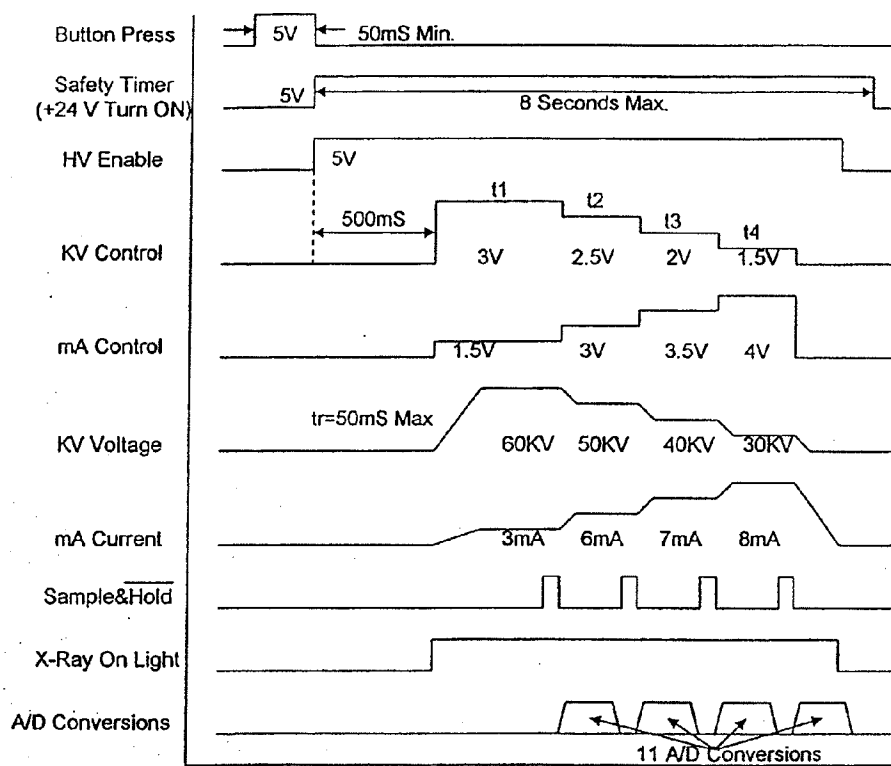 Button Press 5V 50mS Min.
Safety Timer
(+24 V Turn ON) 5V 8 Seconds Max.
HV Enable 5V
t1 t2 t3 t4
500mS
KV Control 3V 2.5V 2V 1.5V
mA Control 1.5V 3V 3.5V 4V
tr=50mS Max
KV Voltage 60KV 50KV 40KV 30KV
mA Current 3mA 6mA 7mA 8mA
Sample&Hold
X-Ray On Light
A/D Conversions
11 A/D Conversions